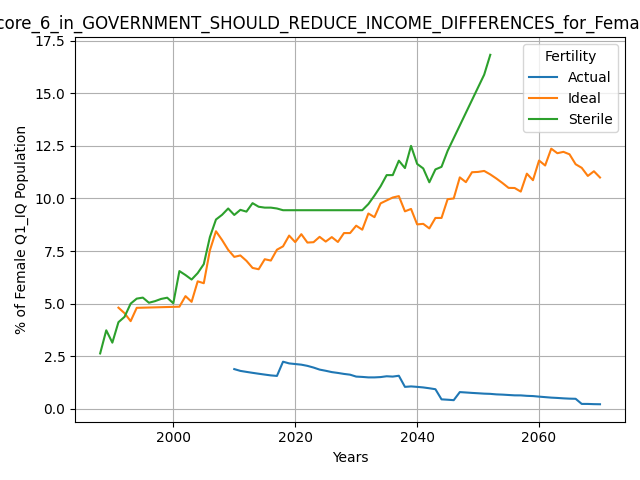 core_6_in_GOVERNMENT_SHOULD_REDUCE_INCOME_DIFFERENCES_for_Fema
17.5
15.0
12.5
10.0
7.5
5.0
2.5
0.0
% of Female Q1_IQ Population
Fertility
Actual
Ideal
Sterile
2000
2020
2040
2060
Years